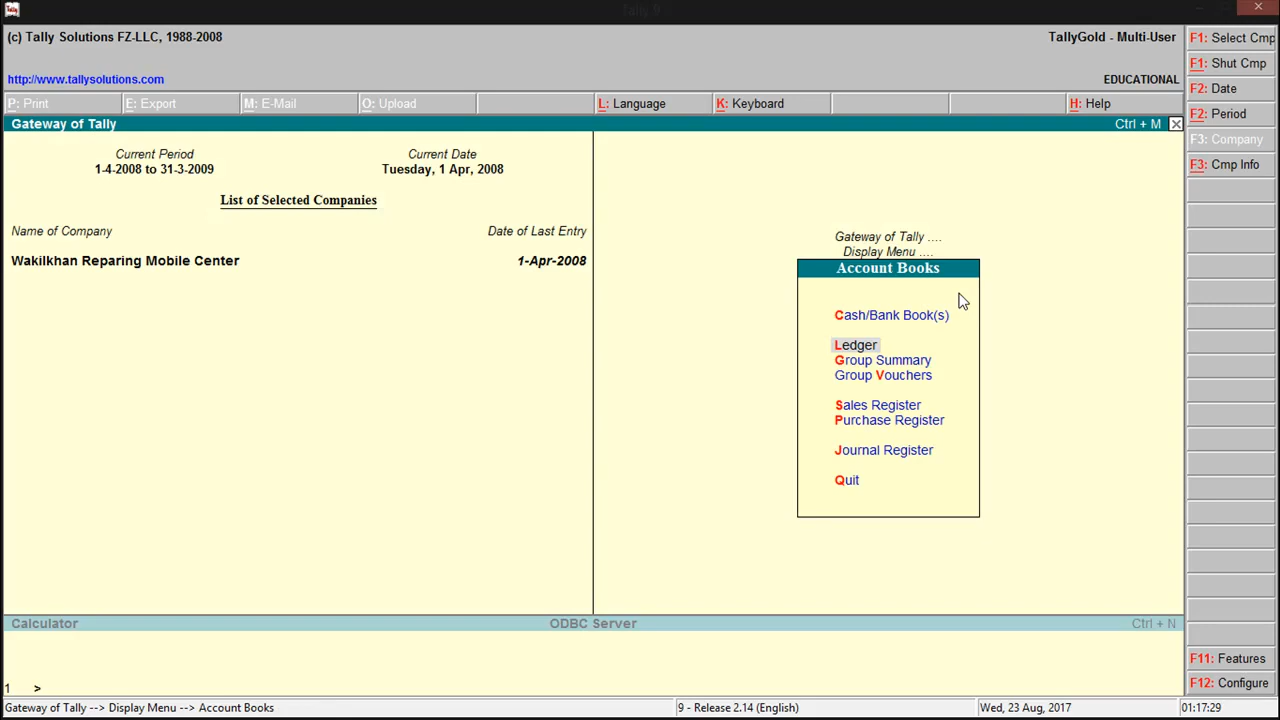 Tally 9
(c) Tally Solutions FZ-LLC, 1988-2008
TallyGold - Multi-User
http://www.tallysolutions.com
EDUCATIONAL
P: Print
E: Export
M: E-Mail
O: Upload
L: Language
K: Keyboard
H: Help
Gateway of Tally
Ctrl + M
Current Period
1-4-2008 to 31-3-2009
Current Date
Tuesday, 1 Apr, 2008
List of Selected Companies
Name of Company
Date of Last Entry
Wakilkhan Reparing Mobile Center
1-Apr-2008
Gateway of Tally ....
Display Menu ....
Account Books
Cash/Bank Book(s)
Ledger
Group Summary
Group Vouchers
Sales Register
Purchase Register
Journal Register
Quit
F1: Select Cmp
F1: Shut Cmp
F2: Date
F2: Period
F3: Company
F3: Cmp Info
F11: Features
F12: Configure
Calculator
ODBC Server
Ctrl + N
1 >
Gateway of Tally --> Display Menu --> Account Books
9 - Release 2.14 (English)
Wed, 23 Aug, 2017
01:17:29